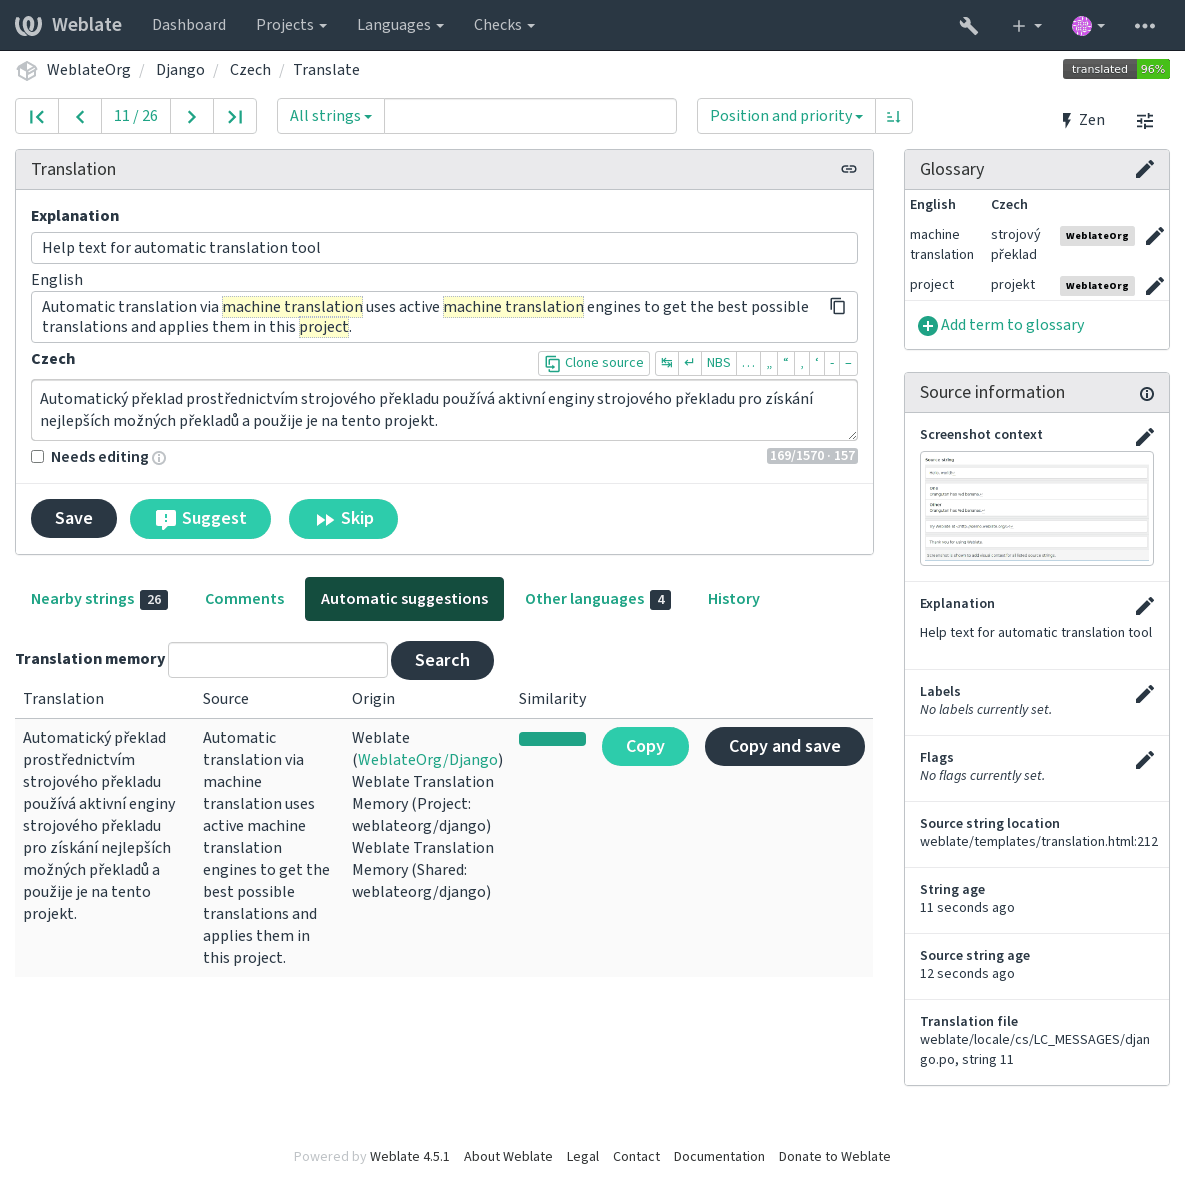 Weblate Dashboard Projects Languages Checks
WeblateOrg / Django / Czech / Translate
translated 96%
11 / 26
All strings
Position and priority
Zen
Translation
Explanation
Help text for automatic translation tool
English
Automatic translation via machine translation uses active machine translation engines to get the best possible
translations and applies them in this project.
Czech
Clone source
↹ ↵ NBS … „ “ ‚ ‘ - –
Automatický překlad prostřednictvím strojového překladu používá aktivní enginy strojového překladu pro získání
nejlepších možných překladů a použije je na tento projekt.
Needs editing
169/1570 · 157
Save
Suggest
Skip
Nearby strings 26
Comments
Automatic suggestions
Other languages 4
History
Translation memory
Search
Translation Source Origin Similarity
Automatický překlad
prostřednictvím
strojového překladu
používá aktivní enginy
strojového překladu
pro získání nejlepších
možných překladů a
použije je na tento
projekt.
Automatic
translation via
machine
translation uses
active machine
translation
engines to get the
best possible
translations and
applies them in
this project.
Weblate
(WeblateOrg/Django)
Weblate Translation
Memory (Project:
weblateorg/django)
Weblate Translation
Memory (Shared:
weblateorg/django)
Copy
Copy and save
Glossary
English Czech
machine
translation
strojový
překlad
WeblateOrg
project projekt WeblateOrg
Add term to glossary
Source information
Screenshot context
Source string
One
Other
Thank you for using Weblate.
Explanation
Help text for automatic translation tool
Labels
No labels currently set.
Flags
No flags currently set.
Source string location
weblate/templates/translation.html:212
String age
11 seconds ago
Source string age
12 seconds ago
Translation file
weblate/locale/cs/LC_MESSAGES/djan
go.po, string 11
Powered by Weblate 4.5.1 About Weblate Legal Contact Documentation Donate to Weblate